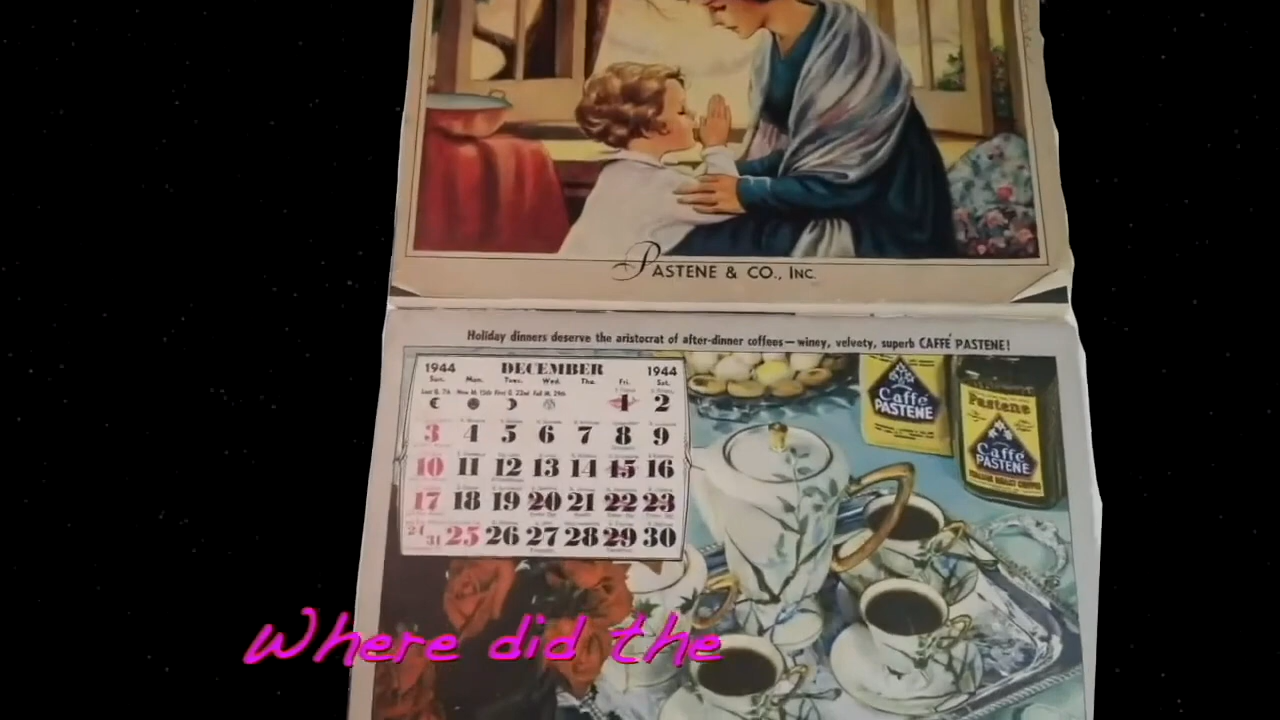 PASTENE & CO., INC.
Holiday dinners deserve the aristocrat of after-dinner coffees—winey, velvety, superb CAFFÉ PASTENE!
1944 DECEMBER 1944
Sun. Mon. Tues. Wed. Thu. Fri. Sat.
1 2
3 4 5 6 7 8 9
10 11 12 13 14 15 16
17 18 19 20 21 22 23
24 31 25 26 27 28 29 30
Caffé
PASTENE
Pastene
Caffé
PASTENE
Where did the